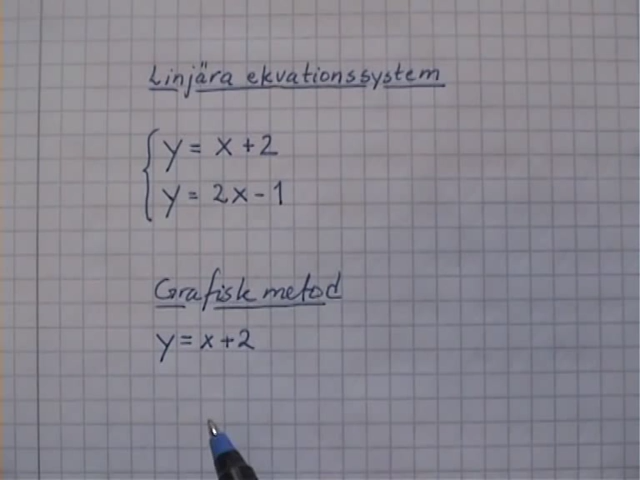 Linjära ekvationssystem
y = x + 2
y = 2x - 1
Grafisk metod
y = x + 2